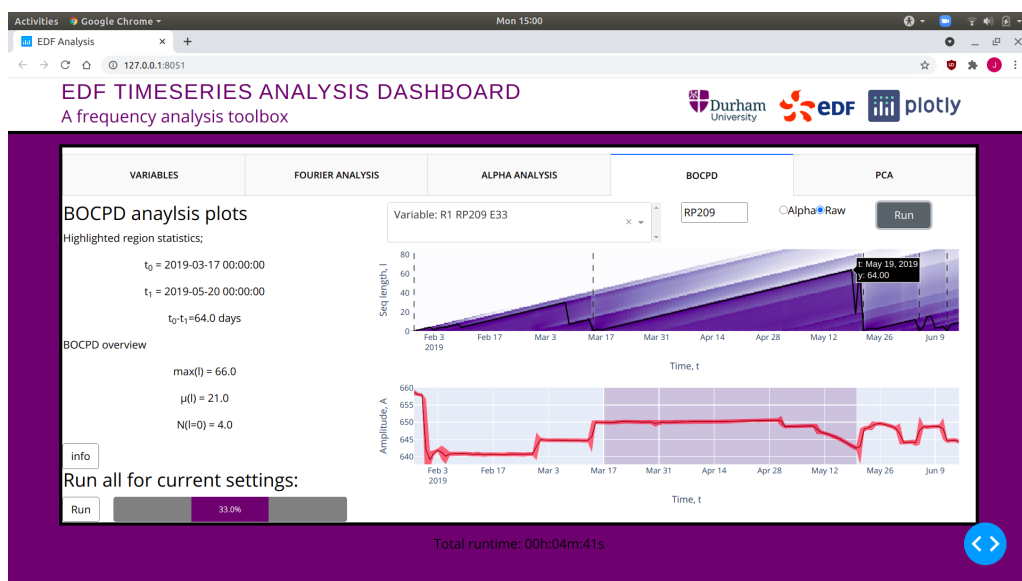 Activities Google Chrome Mon 15:00
EDF Analysis
127.0.0.1:8051
J
EDF TIMESERIES ANALYSIS DASHBOARD
A frequency analysis toolbox
Durham University
EDF
plotly
VARIABLES FOURIER ANALYSIS ALPHA ANALYSIS BOCPD PCA
BOCPD anaylsis plots
Highlighted region statistics;
t0 = 2019-03-17 00:00:00
t1 = 2019-05-20 00:00:00
t0-t1=64.0 days
BOCPD overview
max(l) = 66.0
μ(l) = 21.0
N(l=0) = 4.0
info
Run all for current settings:
Run 33.0%
Variable: R1 RP209 E33
RP209
Alpha Raw
Run
Seq length, l
80
60
40
20
0
t: May 19, 2019
y: 64.00
Feb 3 Feb 17 Mar 3 Mar 17 Mar 31 Apr 14 Apr 28 May 12 May 26 Jun 9
2019
Time, t
Amplitude, A
660
655
650
645
640
Feb 3 Feb 17 Mar 3 Mar 17 Mar 31 Apr 14 Apr 28 May 12 May 26 Jun 9
2019
Time, t
Total runtime: 00h:04m:41s